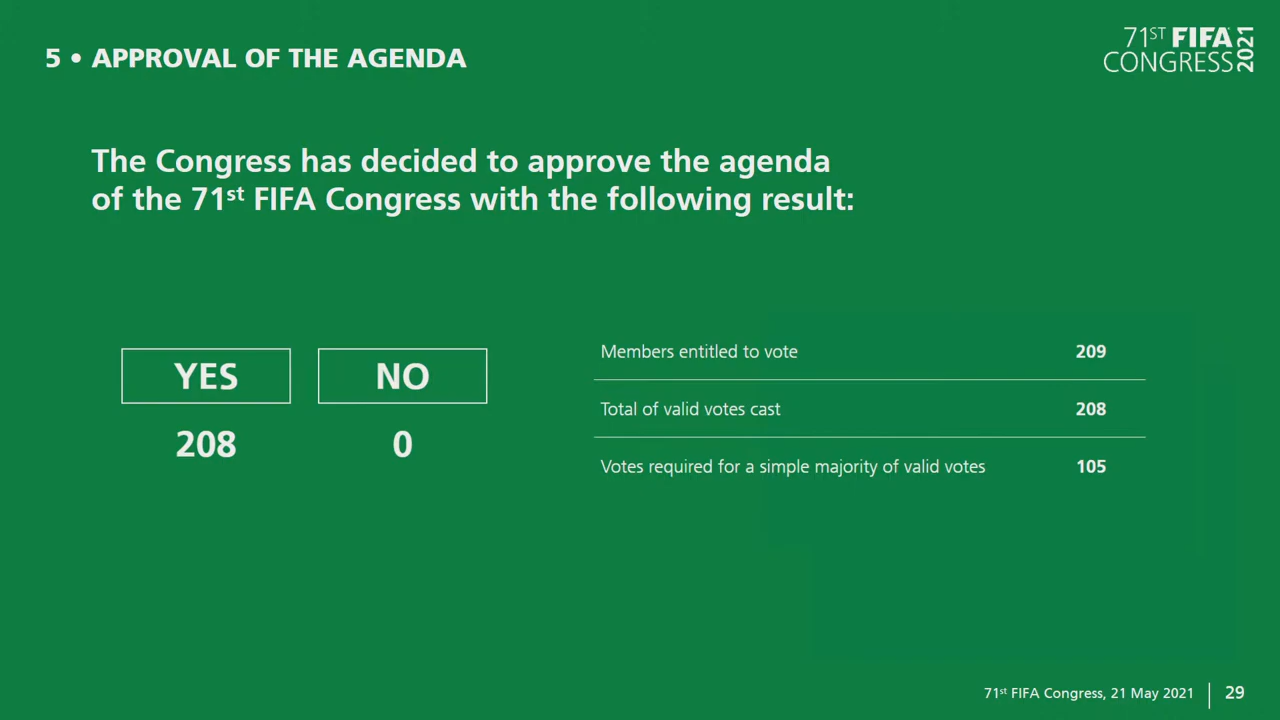 5 • APPROVAL OF THE AGENDA
71ST FIFA
CONGRESS
2021
The Congress has decided to approve the agenda
of the 71st FIFA Congress with the following result:
YES NO
208 0
Members entitled to vote 209
Total of valid votes cast 208
Votes required for a simple majority of valid votes 105
71st FIFA Congress, 21 May 2021 29